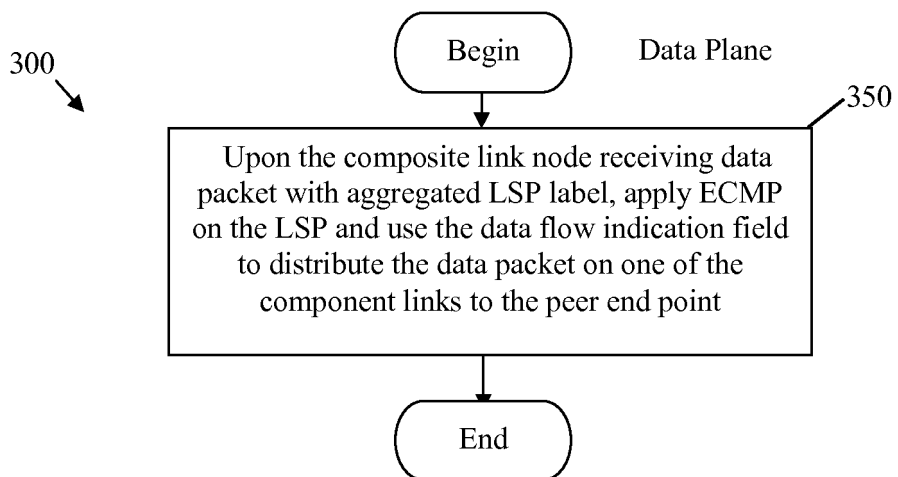 Begin
Data Plane
300
350
Upon the composite link node receiving data
packet with aggregated LSP label, apply ECMP
on the LSP and use the data flow indication field
to distribute the data packet on one of the
component links to the peer end point
End